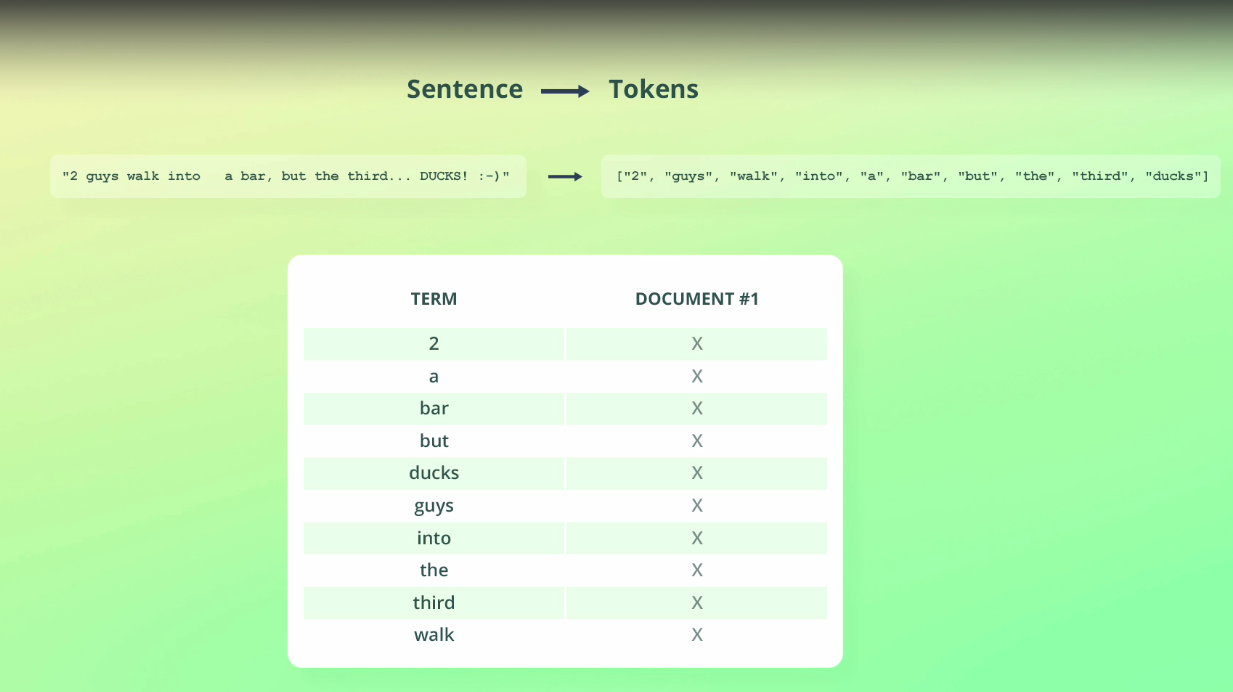 Sentence → Tokens
"2 guys walk into   a bar, but the third... DUCKS! :-)" → ["2", "guys", "walk", "into", "a", "bar", "but", "the", "third", "ducks"]
TERM DOCUMENT #1
2 X
a X
bar X
but X
ducks X
guys X
into X
the X
third X
walk X